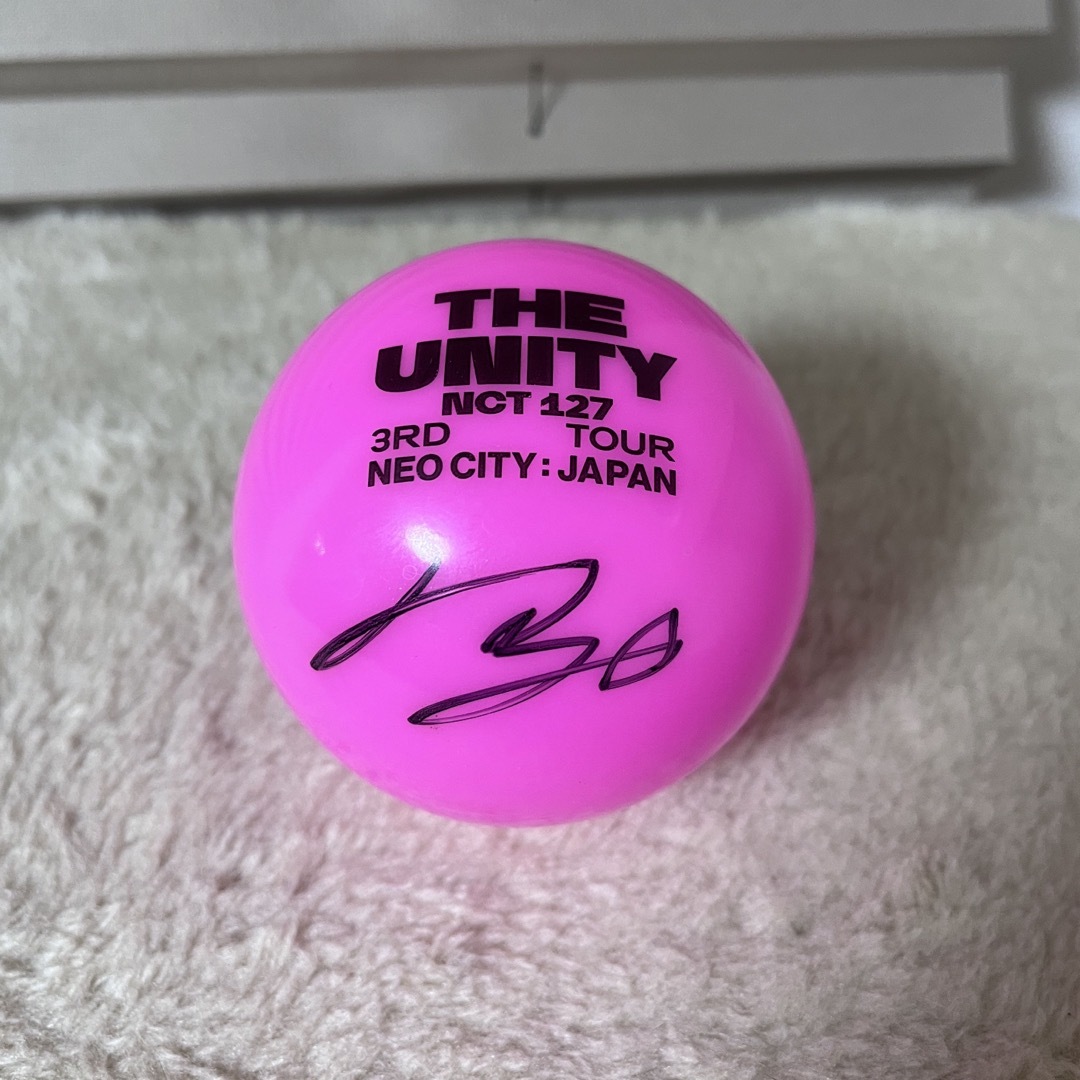 THE
UNITY
NCT 127
3RD TOUR
NEO CITY : JAPAN